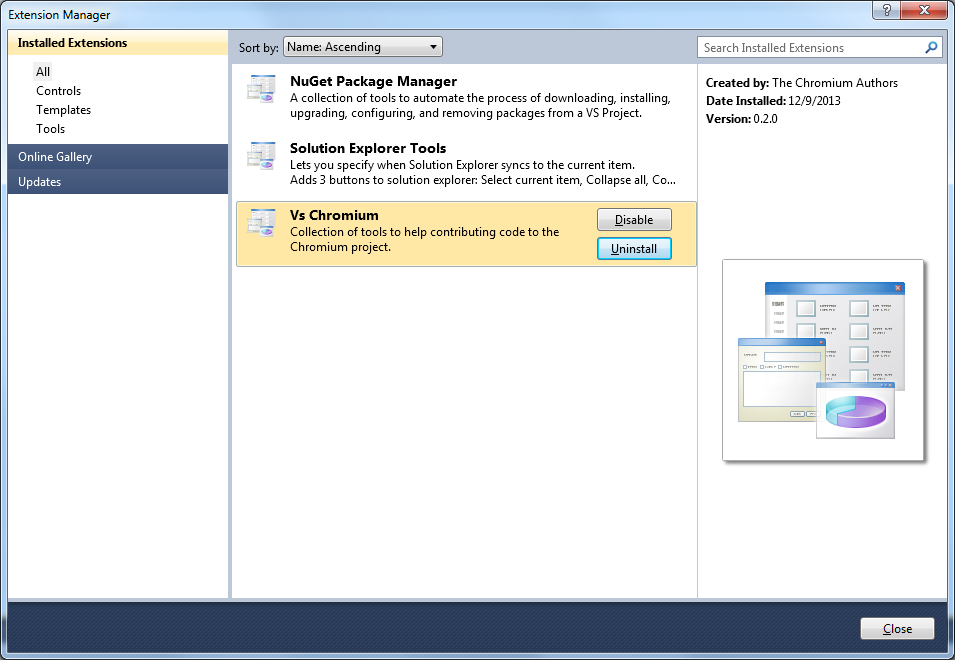 Extension Manager
?
Installed Extensions
All
Controls
Templates
Tools
Online Gallery
Updates
Sort by: Name: Ascending
Search Installed Extensions
NuGet Package Manager
A collection of tools to automate the process of downloading, installing,
upgrading, configuring, and removing packages from a VS Project.
Solution Explorer Tools
Lets you specify when Solution Explorer syncs to the current item.
Adds 3 buttons to solution explorer: Select current item, Collapse all, Co...
Vs Chromium
Collection of tools to help contributing code to the
Chromium project.
Disable
Uninstall
Created by: The Chromium Authors
Date Installed: 12/9/2013
Version: 0.2.0
Close